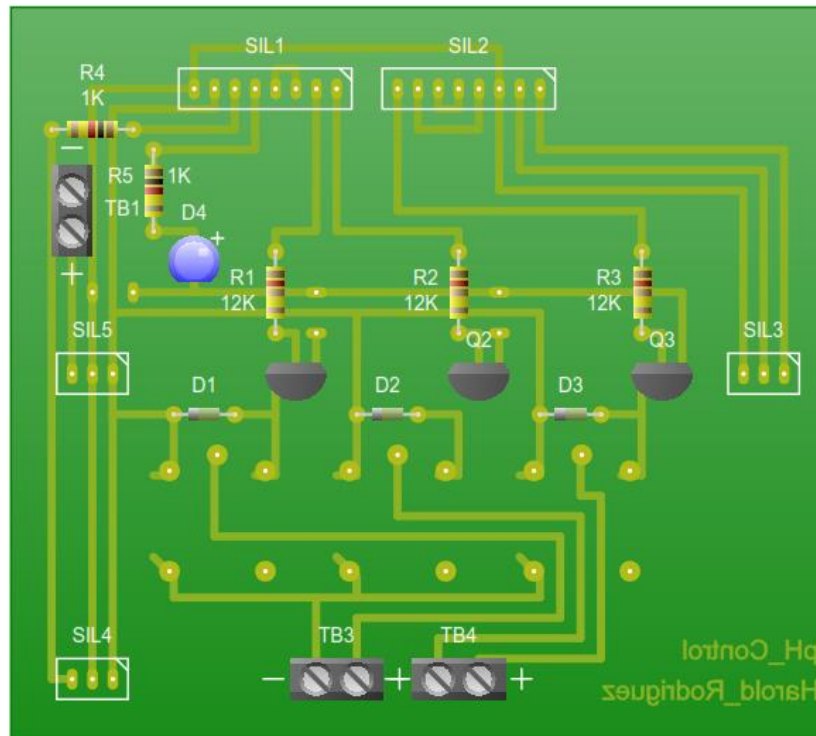 SIL1
SIL2
R4
1K
R5
1K
TB1
D4
R1
12K
R2
12K
R3
12K
SIL5
Q2
Q3
SIL3
D1
D2
D3
SIL4
TB3
TB4
pH_Control
Harold_Rodriguez